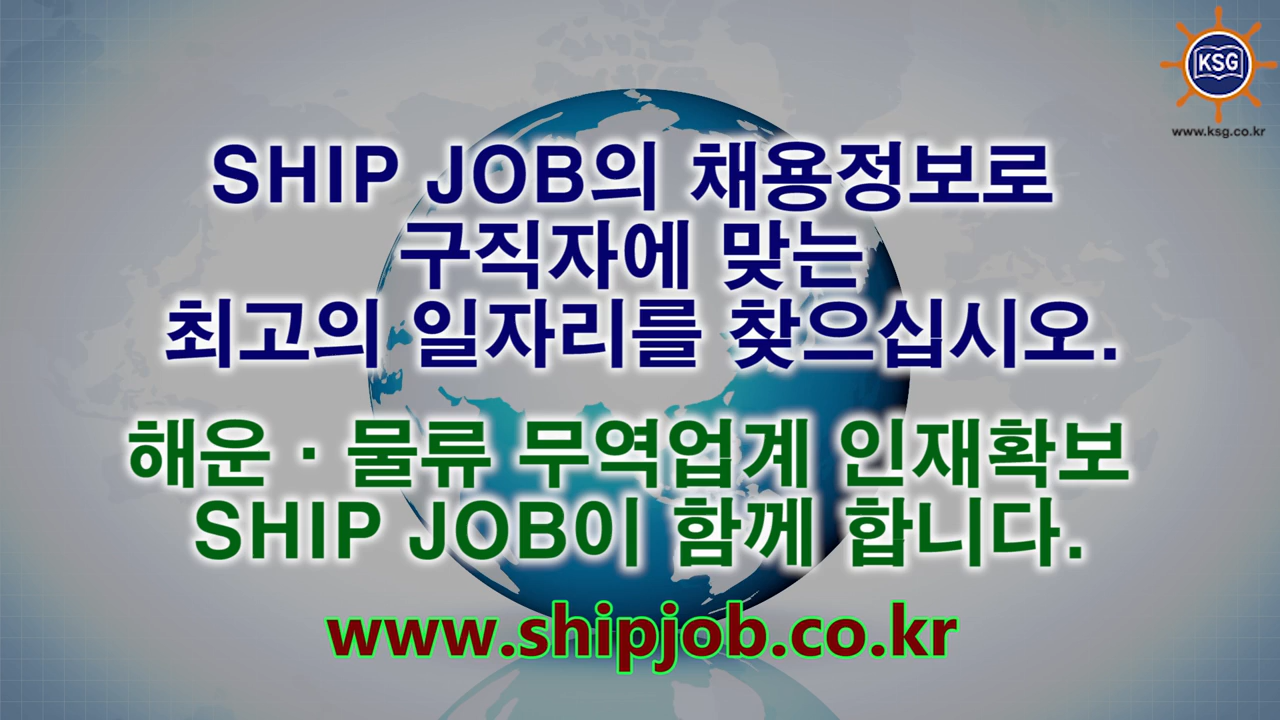 KSG
www.ksg.co.kr
SHIP JOB의 채용정보로
구직자에 맞는
최고의 일자리를 찾으십시오.
해운·물류 무역업계 인재확보
SHIP JOB이 함께 합니다.
www.shipjob.co.kr